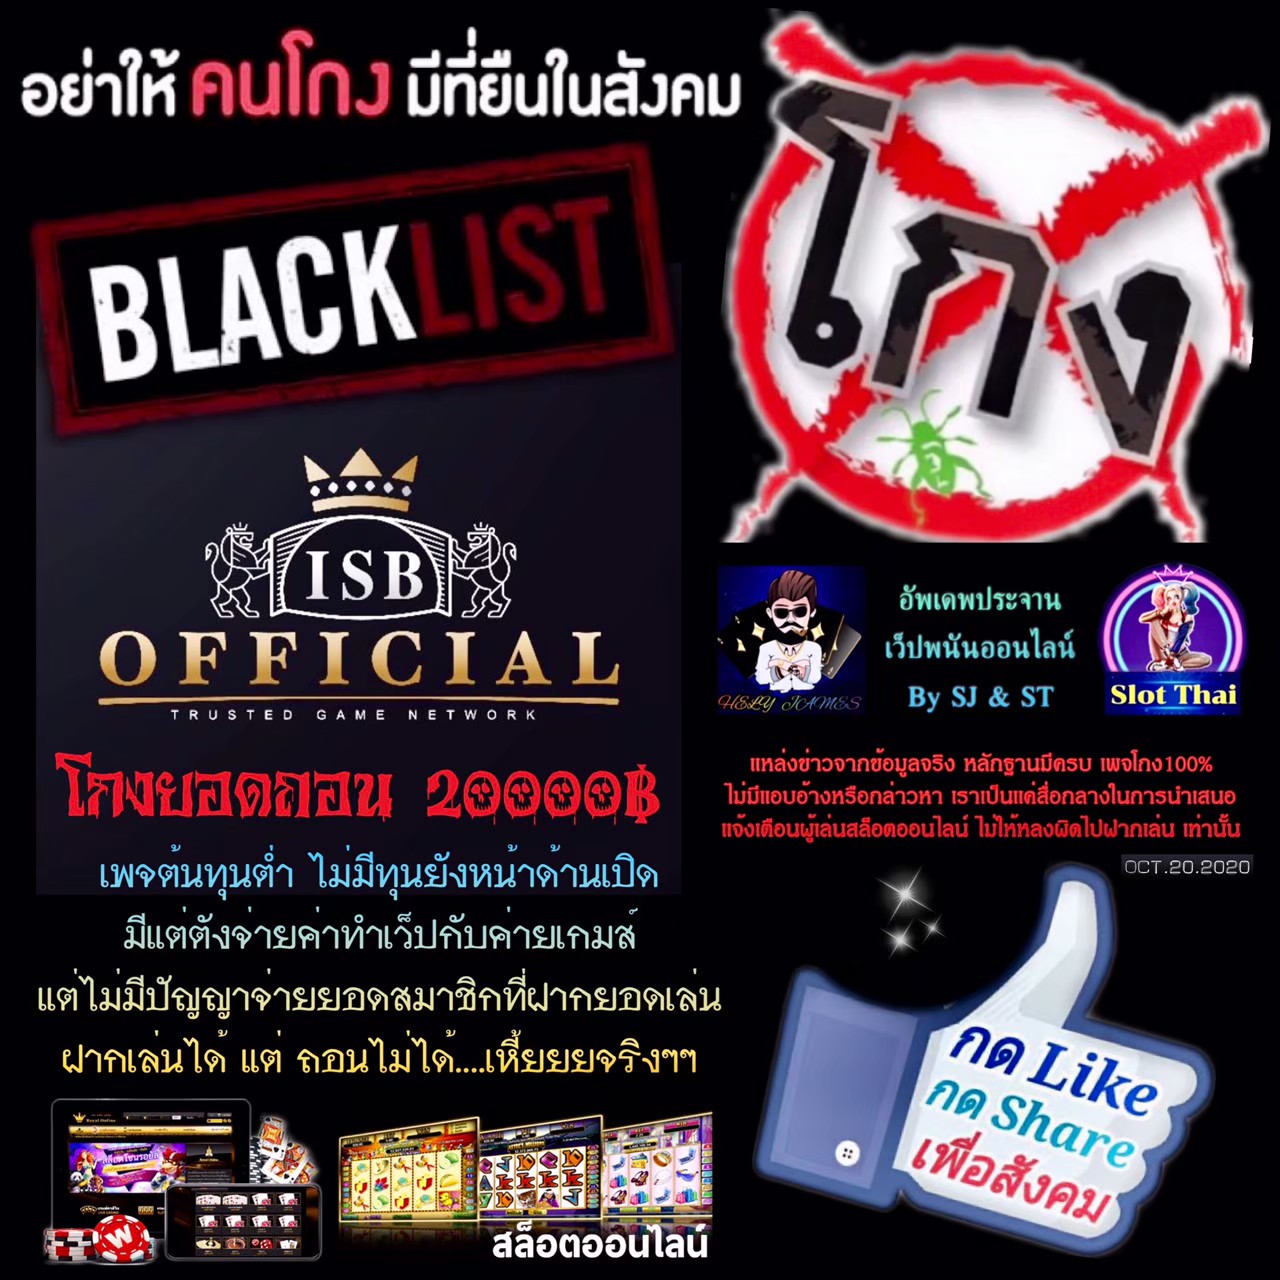 อย่าให้ คนโกง มีที่ยืนในสังคม
BLACKLIST
โกง
ISB
OFFICIAL
TRUSTED GAME NETWORK
HELY JAMES
อัพเดพประจาน
เว็ปพนันออนไลน์
By SJ & ST
Slot Thai
โกงยอดถอน 20000฿
แหล่งข่าวจากข้อมูลจริง หลักฐานมีครบ เพจโกง100%
ไม่มีแอบอ้างหรือกล่าวหา เราเป็นแค่สื่อกลางในการนำเสนอ
แจ้งเตือนผู้เล่นสล็อตออนไลน์ ไม่ให้หลงผิดไปฝากเล่น เท่านั้น
OCT.20.2020
เพจต้นทุนต่ำ ไม่มีทุนยังหน้าด้านเปิด
มีแต่ตังจ่ายค่าทำเว็ปกับค่ายเกมส์
แต่ไม่มีปัญญาจ่ายยอดสมาชิกที่ฝากยอดเล่น
ฝากเล่นได้ แต่ ถอนไม่ได้....เหี้ยยยจริงๆๆ
กด Like
กด Share
เพื่อสังคม
Royal Online
สล็อตโซนรอยัล
W
สล็อตออนไลน์